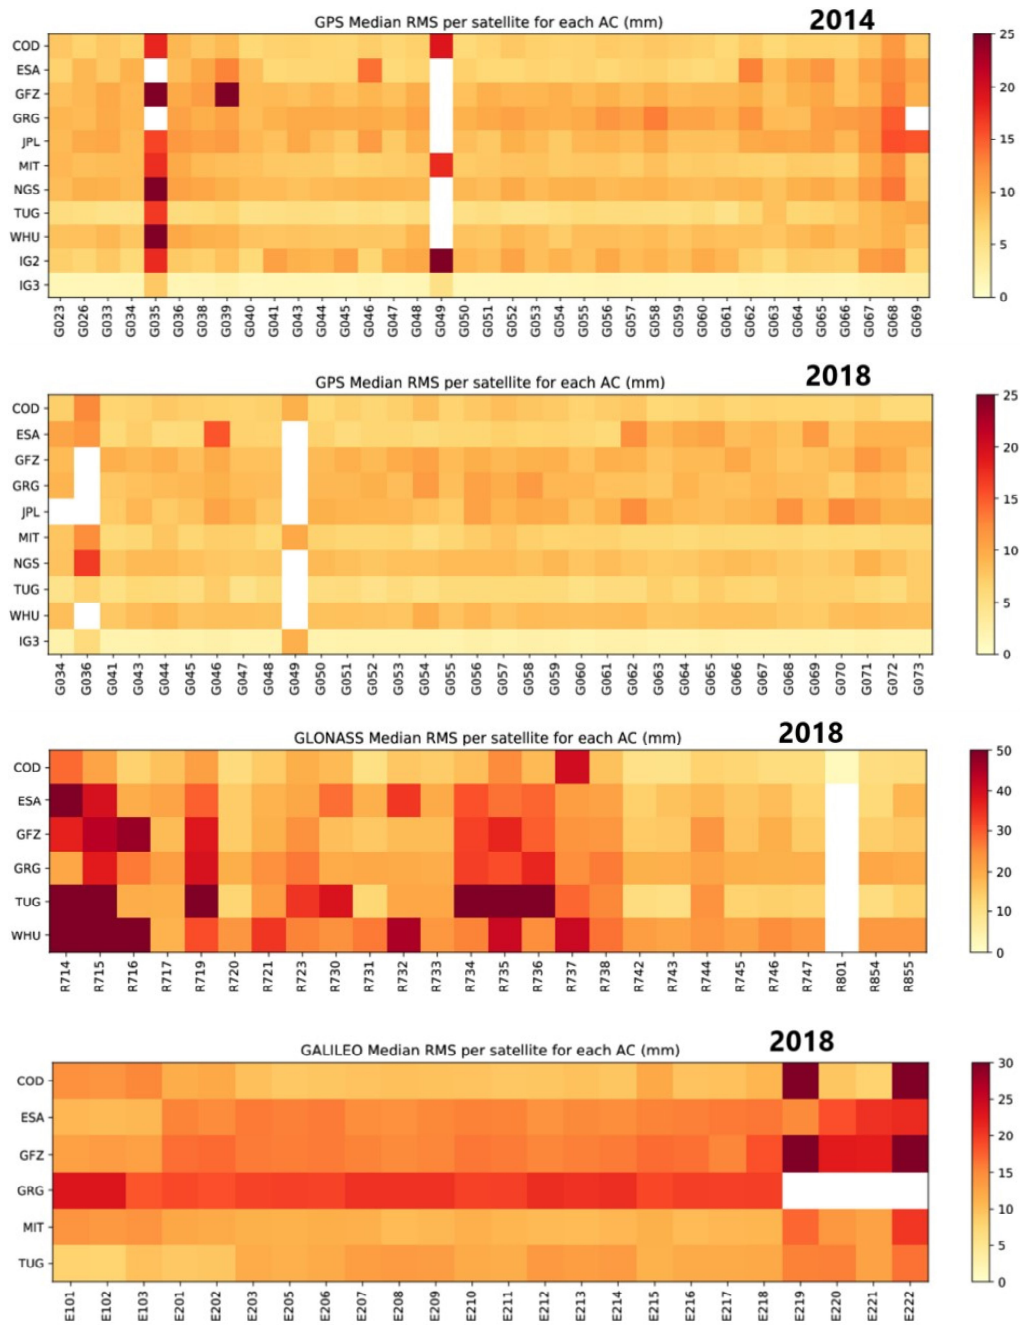 GPS Median RMS per satellite for each AC (mm)
2014
COD
ESA
GFZ
GRG
JPL
MIT
NGS
TUG
WHU
IG2
IG3
G023 G026 G033 G034 G035 G036 G038 G039 G040 G041 G043 G044 G045 G046 G047 G048 G049 G050 G051 G052 G053 G054 G055 G056 G057 G058 G059 G060 G061 G062 G063 G064 G065 G066 G067 G068 G069
25
20
15
10
5
0
GPS Median RMS per satellite for each AC (mm)
2018
COD
ESA
GFZ
GRG
JPL
MIT
NGS
TUG
WHU
IG3
G034 G036 G041 G043 G044 G045 G046 G047 G048 G049 G050 G051 G052 G053 G054 G055 G056 G057 G058 G059 G060 G061 G062 G063 G064 G065 G066 G067 G068 G069 G070 G071 G072 G073
25
20
15
10
5
0
GLONASS Median RMS per satellite for each AC (mm)
2018
COD
ESA
GFZ
GRG
TUG
WHU
R714 R715 R716 R717 R719 R720 R721 R723 R730 R731 R732 R733 R734 R735 R736 R737 R738 R742 R743 R744 R745 R746 R747 R801 R854 R855
50
40
30
20
10
0
GALILEO Median RMS per satellite for each AC (mm)
2018
COD
ESA
GFZ
GRG
MIT
TUG
E101 E102 E103 E201 E202 E203 E205 E206 E207 E208 E209 E210 E211 E212 E213 E214 E215 E216 E217 E218 E219 E220 E221 E222
30
25
20
15
10
5
0